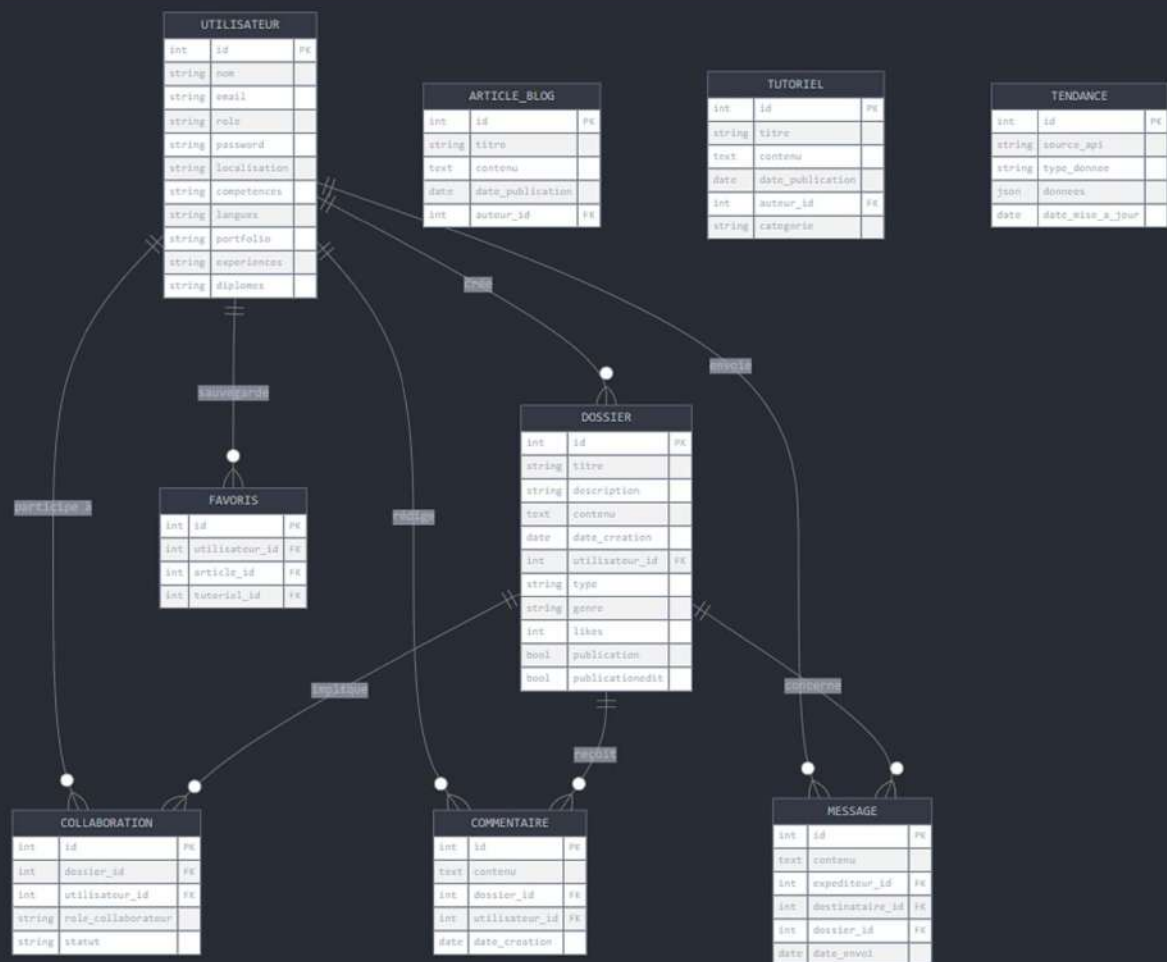 UTILISATEUR
int id PK
string nom
string email
string role
string password
string localisation
string competences
string langues
string portfolio
string experiences
string diplomes
ARTICLE_BLOG
int id PK
string titre
text contenu
date date_publication
int auteur_id FK
TUTORIEL
int id PK
string titre
text contenu
date date_publication
int auteur_id FK
string categorie
TENDANCE
int id PK
string source_api
string type_donnee
json donnees
date date_mise_a_jour
crée
envoie
sauvegarde
participe à
rédige
DOSSIER
int id PK
string titre
string description
text contenu
date date_creation
int utilisateur_id FK
string type
string genre
int likes
bool publication
bool publicationedit
FAVORIS
int id PK
int utilisateur_id FK
int article_id FK
int tutoriel_id FK
implique
concerne
reçoit
COLLABORATION
int id PK
int dossier_id FK
int utilisateur_id FK
string role_collaborateur
string statut
COMMENTAIRE
int id PK
text contenu
int dossier_id FK
int utilisateur_id FK
date date_creation
MESSAGE
int id PK
text contenu
int expediteur_id FK
int destinataire_id FK
int dossier_id FK
date date_envoi